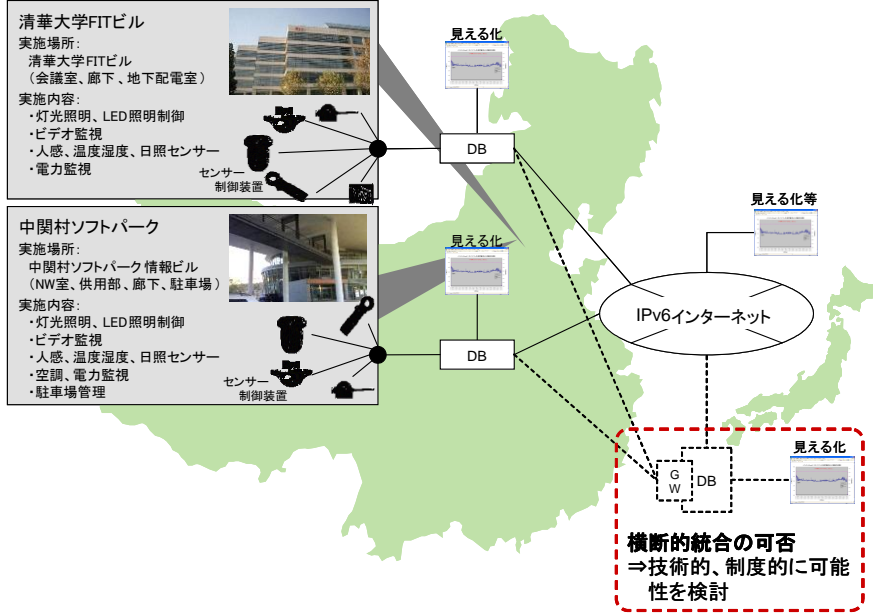 清華大学FITビル
実施場所:
清華大学FITビル
(会議室、廊下、地下配電室)
実施内容:
・灯光照明、LED照明制御
・ビデオ監視
・人感、温度湿度、日照センサー
・電力監視
センサー
制御装置
見える化
DB
中関村ソフトパーク
実施場所:
中関村ソフトパーク情報ビル
(NW室、供用部、廊下、駐車場)
実施内容:
・灯光照明、LED照明制御
・ビデオ監視
・人感、温度湿度、日照センサー
・空調、電力監視
・駐車場管理
センサー
制御装置
見える化
DB
見える化等
IPv6インターネット
見える化
G
W
DB
横断的統合の可否
⇒技術的、制度的に可能
性を検討